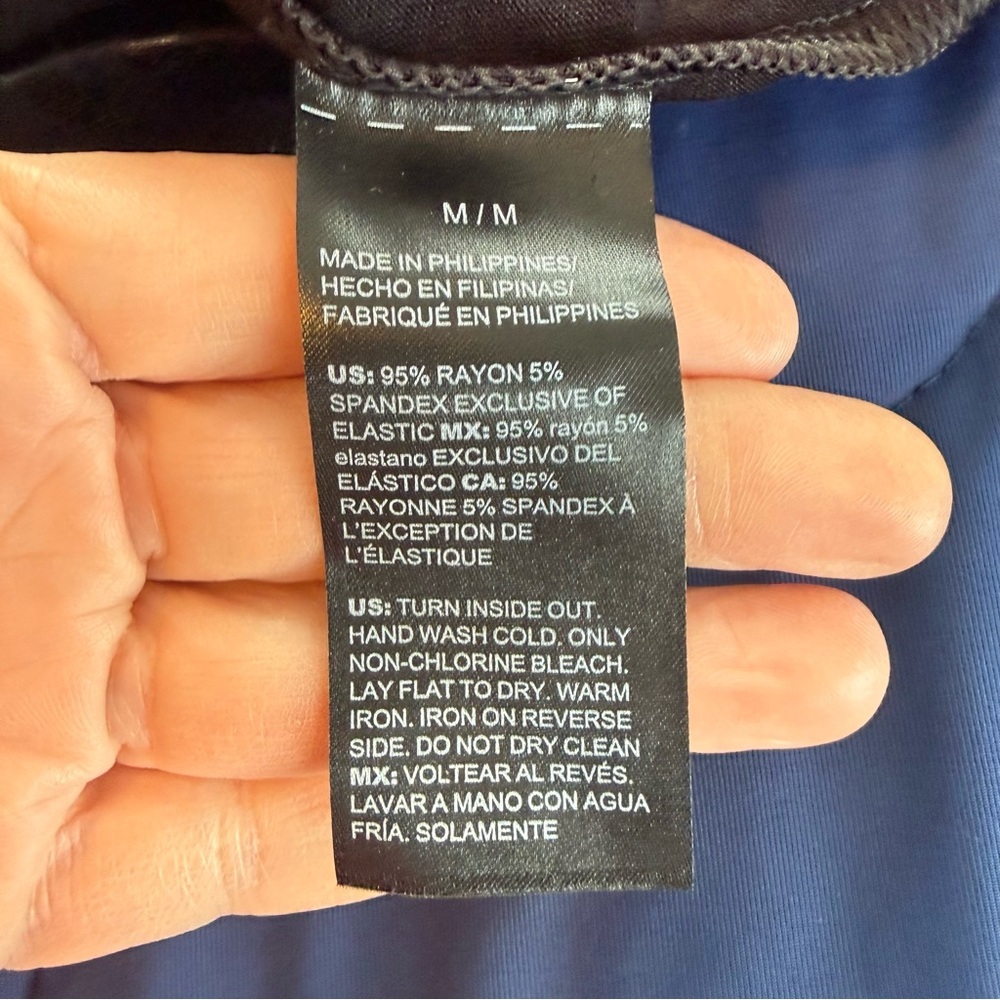 M / M
MADE IN PHILIPPINES/
HECHO EN FILIPINAS/
FABRIQUÉ EN PHILIPPINES
US: 95% RAYON 5%
SPANDEX EXCLUSIVE OF
ELASTIC MX: 95% rayón 5%
elastano EXCLUSIVO DEL
ELÁSTICO CA: 95%
RAYONNE 5% SPANDEX À
L'EXCEPTION DE
L'ÉLASTIQUE
US: TURN INSIDE OUT.
HAND WASH COLD. ONLY
NON-CHLORINE BLEACH.
LAY FLAT TO DRY. WARM
IRON. IRON ON REVERSE
SIDE. DO NOT DRY CLEAN
MX: VOLTEAR AL REVÉS.
LAVAR A MANO CON AGUA
FRÍA. SOLAMENTE